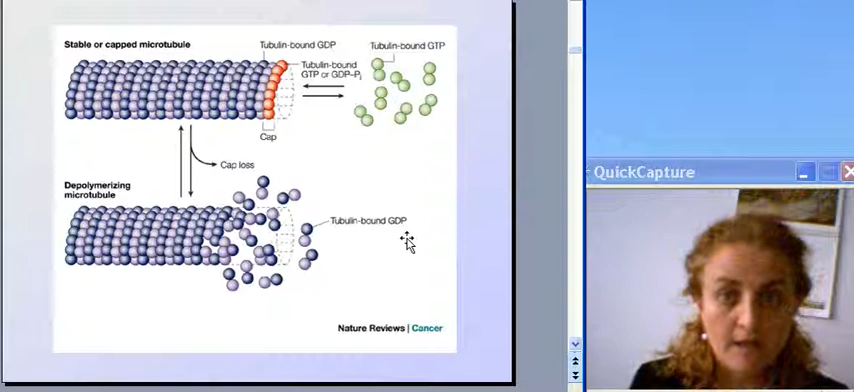 Stable or capped microtubule
Tubulin-bound GDP
Tubulin-bound GTP
Tubulin-bound
GTP or GDP–Pi
Cap
Cap loss
Depolymerizing
microtubule
Tubulin-bound GDP
Nature Reviews | Cancer
QuickCapture